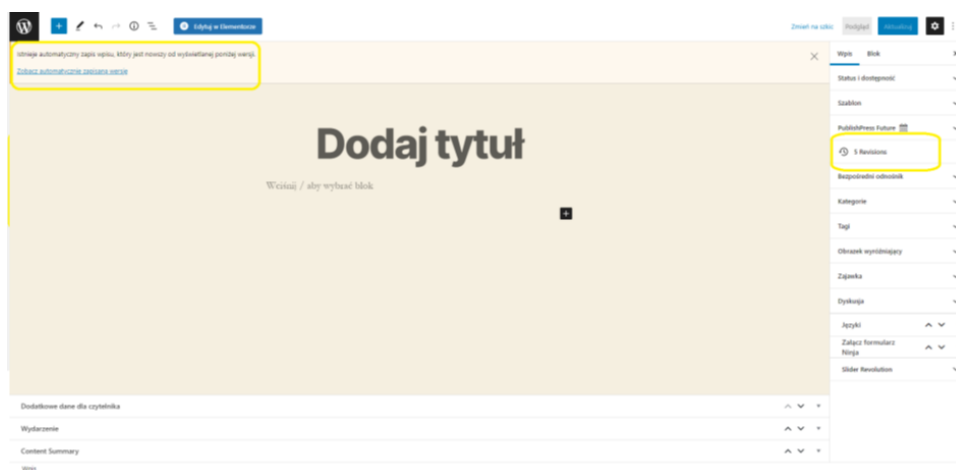 Edytuj w Elementorze
Zmień na szkic
Podgląd
Aktualizuj
Istnieje automatyczny zapis wpisu, który jest nowszy od wyświetlanej poniżej wersji.
Zobacz automatycznie zapisaną wersję
Dodaj tytuł
Weiśnij / aby wybrać blok
Wpis
Blok
Status i dostępność
Szablon
PublishPress Future
5 Revisions
Bezpośredni odnośnik
Kategorie
Tagi
Obrazek wyróżniający
Zajawka
Dyskusja
Języki
Załącz formularz
Ninja
Slider Revolution
Dodatkowe dane dla czytelnika
Wydarzenie
Content Summary
Wpis